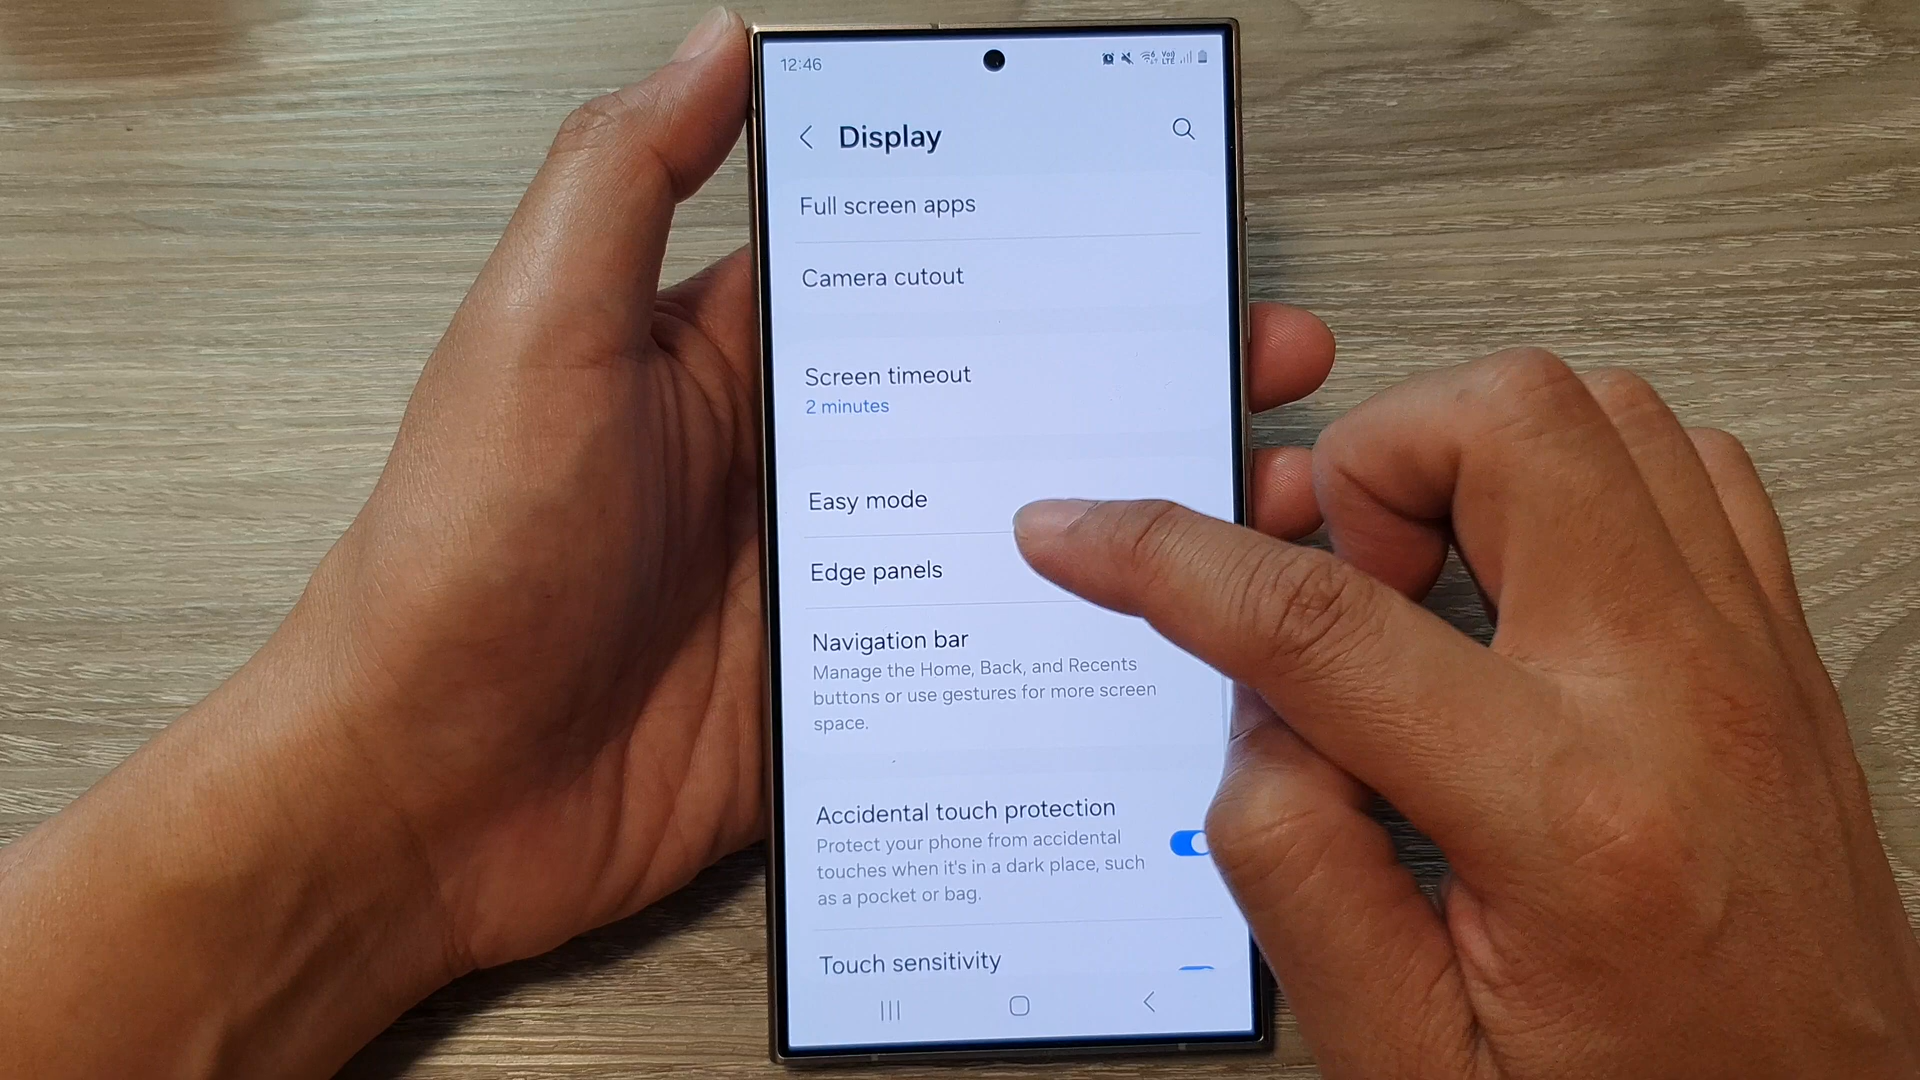 12:46
Vo))
LTE
Display
Full screen apps
Camera cutout
Screen timeout
2 minutes
Easy mode
Edge panels
Navigation bar
Manage the Home, Back, and Recents
buttons or use gestures for more screen
space.
Accidental touch protection
Protect your phone from accidental
touches when it's in a dark place, such
as a pocket or bag.
Touch sensitivity